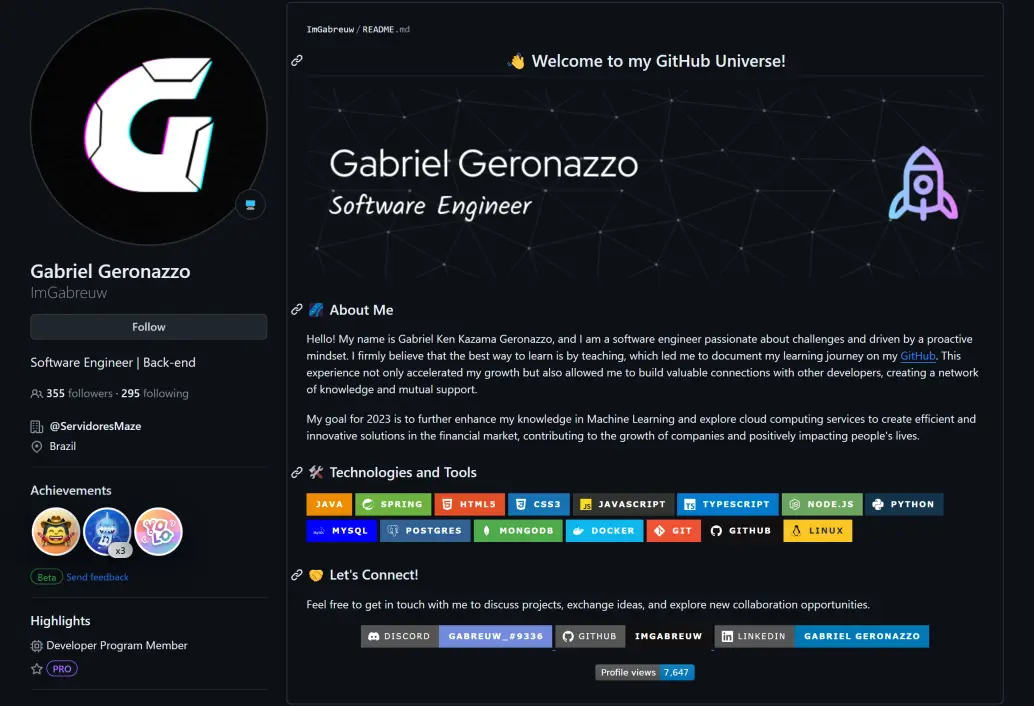 Gabriel Geronazzo
ImGabreuw
Follow
Software Engineer | Back-end
355 followers · 295 following
@ServidoresMaze
Brazil
Achievements
x3
YOLO
Beta Send feedback
Highlights
Developer Program Member
PRO
ImGabreuw/README.md
👋 Welcome to my GitHub Universe!
Gabriel Geronazzo
Software Engineer
About Me
Hello! My name is Gabriel Ken Kazama Geronazzo, and I am a software engineer passionate about challenges and driven by a proactive
mindset. I firmly believe that the best way to learn is by teaching, which led me to document my learning journey on my GitHub. This
experience not only accelerated my growth but also allowed me to build valuable connections with other developers, creating a network
of knowledge and mutual support.
My goal for 2023 is to further enhance my knowledge in Machine Learning and explore cloud computing services to create efficient and
innovative solutions in the financial market, contributing to the growth of companies and positively impacting people's lives.
🛠 Technologies and Tools
JAVA SPRING HTML5 CSS3 JAVASCRIPT TYPESCRIPT NODE.JS PYTHON
MYSQL POSTGRES MONGODB DOCKER GIT GITHUB LINUX
🤝 Let's Connect!
Feel free to get in touch with me to discuss projects, exchange ideas, and explore new collaboration opportunities.
DISCORD GABREUW_#9336 GITHUB IMGABREUW LINKEDIN GABRIEL GERONAZZO
Profile views 7,647